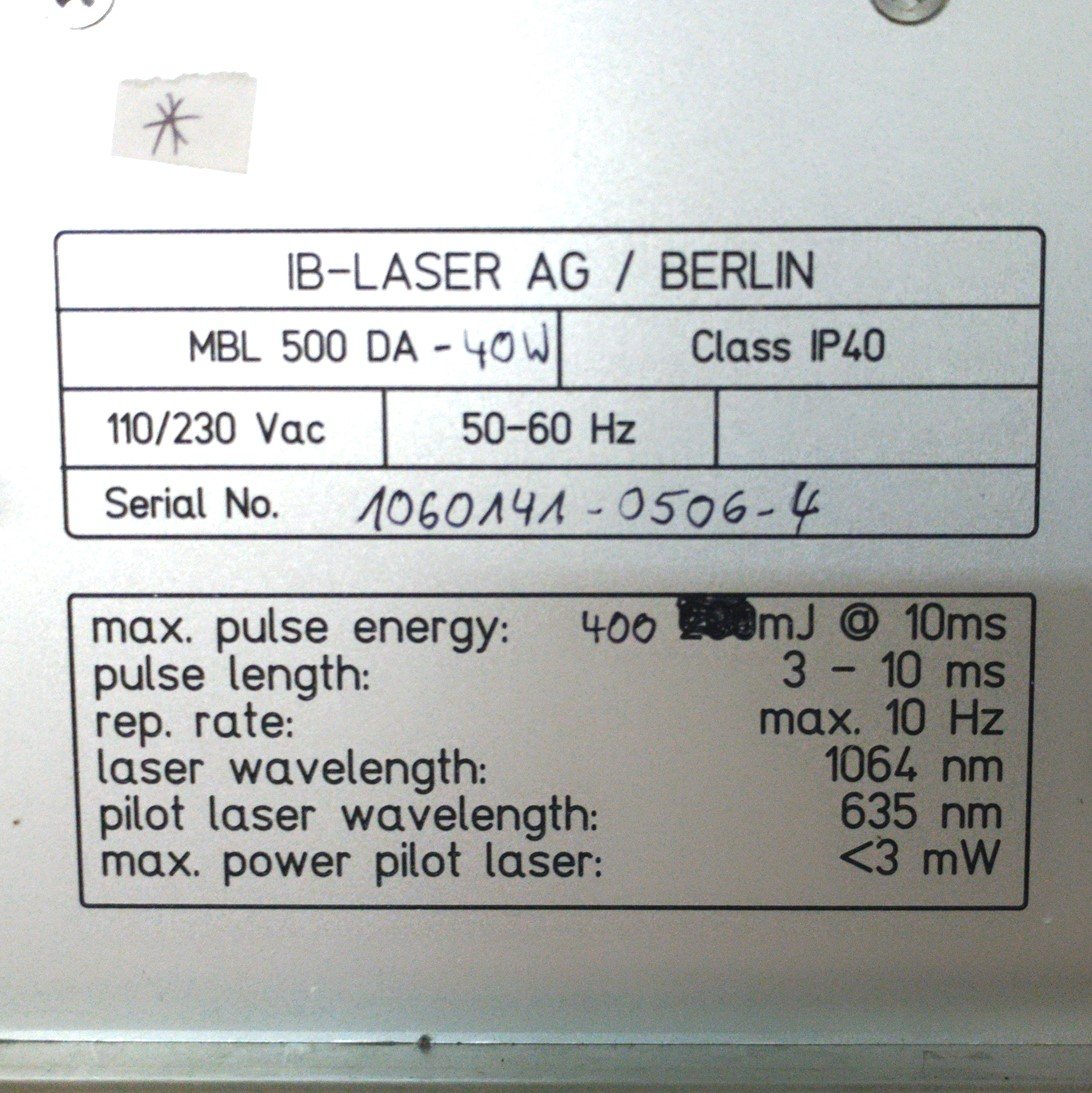 *
IB-LASER AG / BERLIN
MBL 500 DA - 40W Class IP40
110/230 Vac 50-60 Hz
Serial No. 1060141-0506-4
max. pulse energy: 400 mJ @ 10ms
pulse length: 3 - 10 ms
rep. rate: max. 10 Hz
laser wavelength: 1064 nm
pilot laser wavelength: 635 nm
max. power pilot laser: <3 mW